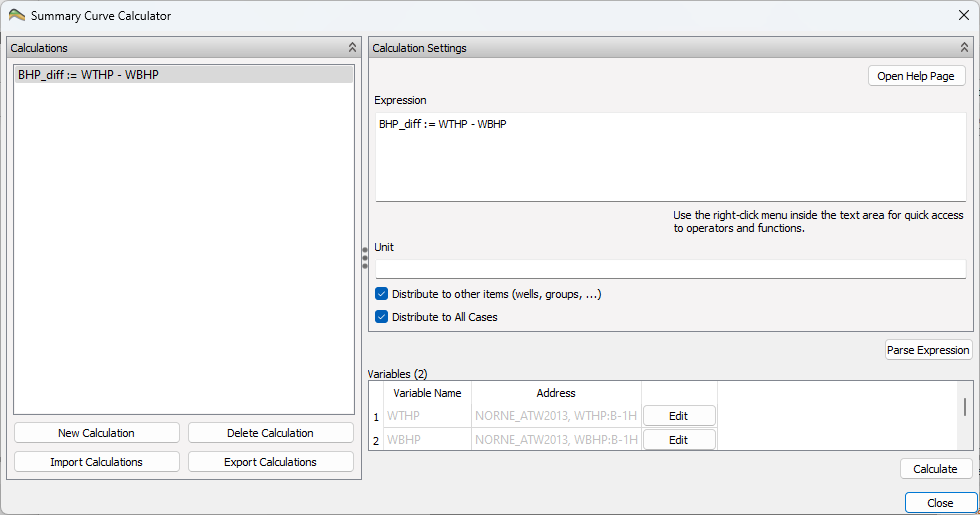 Summary Curve Calculator
Calculations
BHP_diff := WTHP - WBHP
New Calculation
Delete Calculation
Import Calculations
Export Calculations
Calculation Settings
Open Help Page
Expression
BHP_diff := WTHP - WBHP
Use the right-click menu inside the text area for quick access
to operators and functions.
Unit
Distribute to other items (wells, groups, ...)
Distribute to All Cases
Parse Expression
Variables (2)
Variable Name Address
1 WTHP NORNE_ATW2013, WTHP:B-1H Edit
2 WBHP NORNE_ATW2013, WBHP:B-1H Edit
Calculate
Close